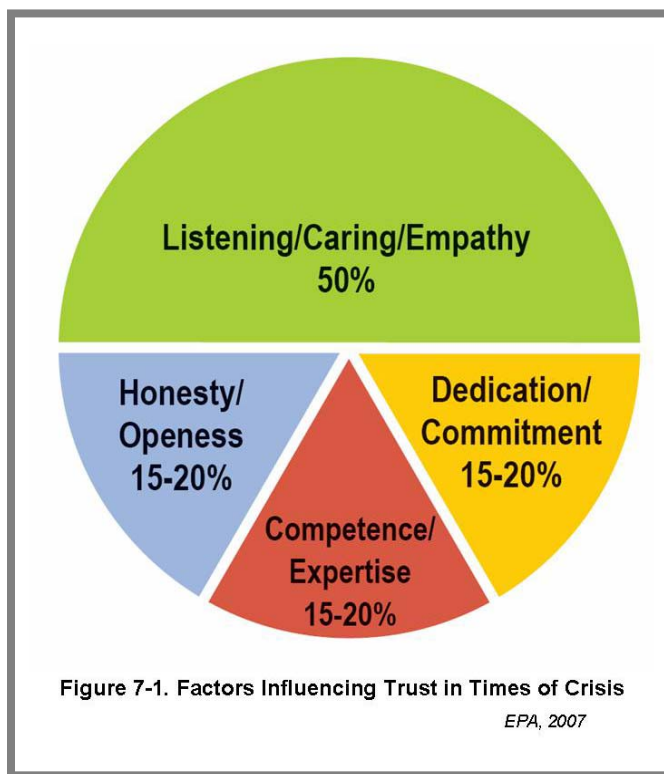 Listening/Caring/Empathy
50%
Honesty/
Openess
15-20%
Competence/
Expertise
15-20%
Dedication/
Commitment
15-20%
Figure 7-1. Factors Influencing Trust in Times of Crisis
EPA, 2007